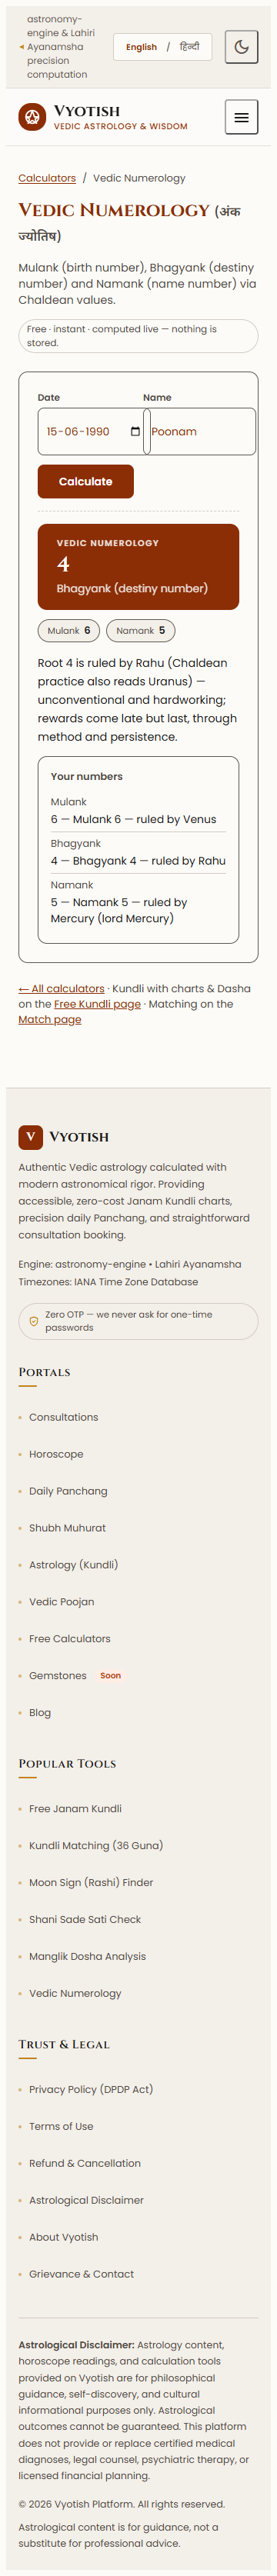 astronomy-
engine & Lahiri
Ayanamsha
precision
computation
English / हिन्दी
Vyotish
VEDIC ASTROLOGY & WISDOM
Calculators / Vedic Numerology
Vedic Numerology (अंक
ज्योतिष)
Mulank (birth number), Bhagyank (destiny
number) and Namank (name number) via
Chaldean values.
Free · instant · computed live — nothing is
stored.
Date Name
15-06-1990 Poonam
Calculate
VEDIC NUMEROLOGY
4
Bhagyank (destiny number)
Mulank 6 Namank 5
Root 4 is ruled by Rahu (Chaldean
practice also reads Uranus) —
unconventional and hardworking;
rewards come late but last, through
method and persistence.
Your numbers
Mulank
6 — Mulank 6 — ruled by Venus
Bhagyank
4 — Bhagyank 4 — ruled by Rahu
Namank
5 — Namank 5 — ruled by
Mercury (lord Mercury)
← All calculators · Kundli with charts & Dasha
on the Free Kundli page · Matching on the
Match page
V Vyotish
Authentic Vedic astrology calculated with
modern astronomical rigor. Providing
accessible, zero-cost Janam Kundli charts,
precision daily Panchang, and straightforward
consultation booking.
Engine: astronomy-engine • Lahiri Ayanamsa
Timezones: IANA Time Zone Database
Zero OTP — we never ask for one-time
passwords
Portals
Consultations
Horoscope
Daily Panchang
Shubh Muhurat
Astrology (Kundli)
Vedic Poojan
Free Calculators
Gemstones Soon
Blog
Popular Tools
Free Janam Kundli
Kundli Matching (36 Guna)
Moon Sign (Rashi) Finder
Shani Sade Sati Check
Manglik Dosha Analysis
Vedic Numerology
Trust & Legal
Privacy Policy (DPDP Act)
Terms of Use
Refund & Cancellation
Astrological Disclaimer
About Vyotish
Grievance & Contact
Astrological Disclaimer: Astrology content,
horoscope readings, and calculation tools
provided on Vyotish are for philosophical
guidance, self-discovery, and cultural
informational purposes only. Astrological
outcomes cannot be guaranteed. This platform
does not provide or replace certified medical
diagnoses, legal counsel, psychiatric therapy, or
licensed financial planning.
© 2026 Vyotish Platform. All rights reserved.
Astrological content is for guidance, not a
substitute for professional advice.